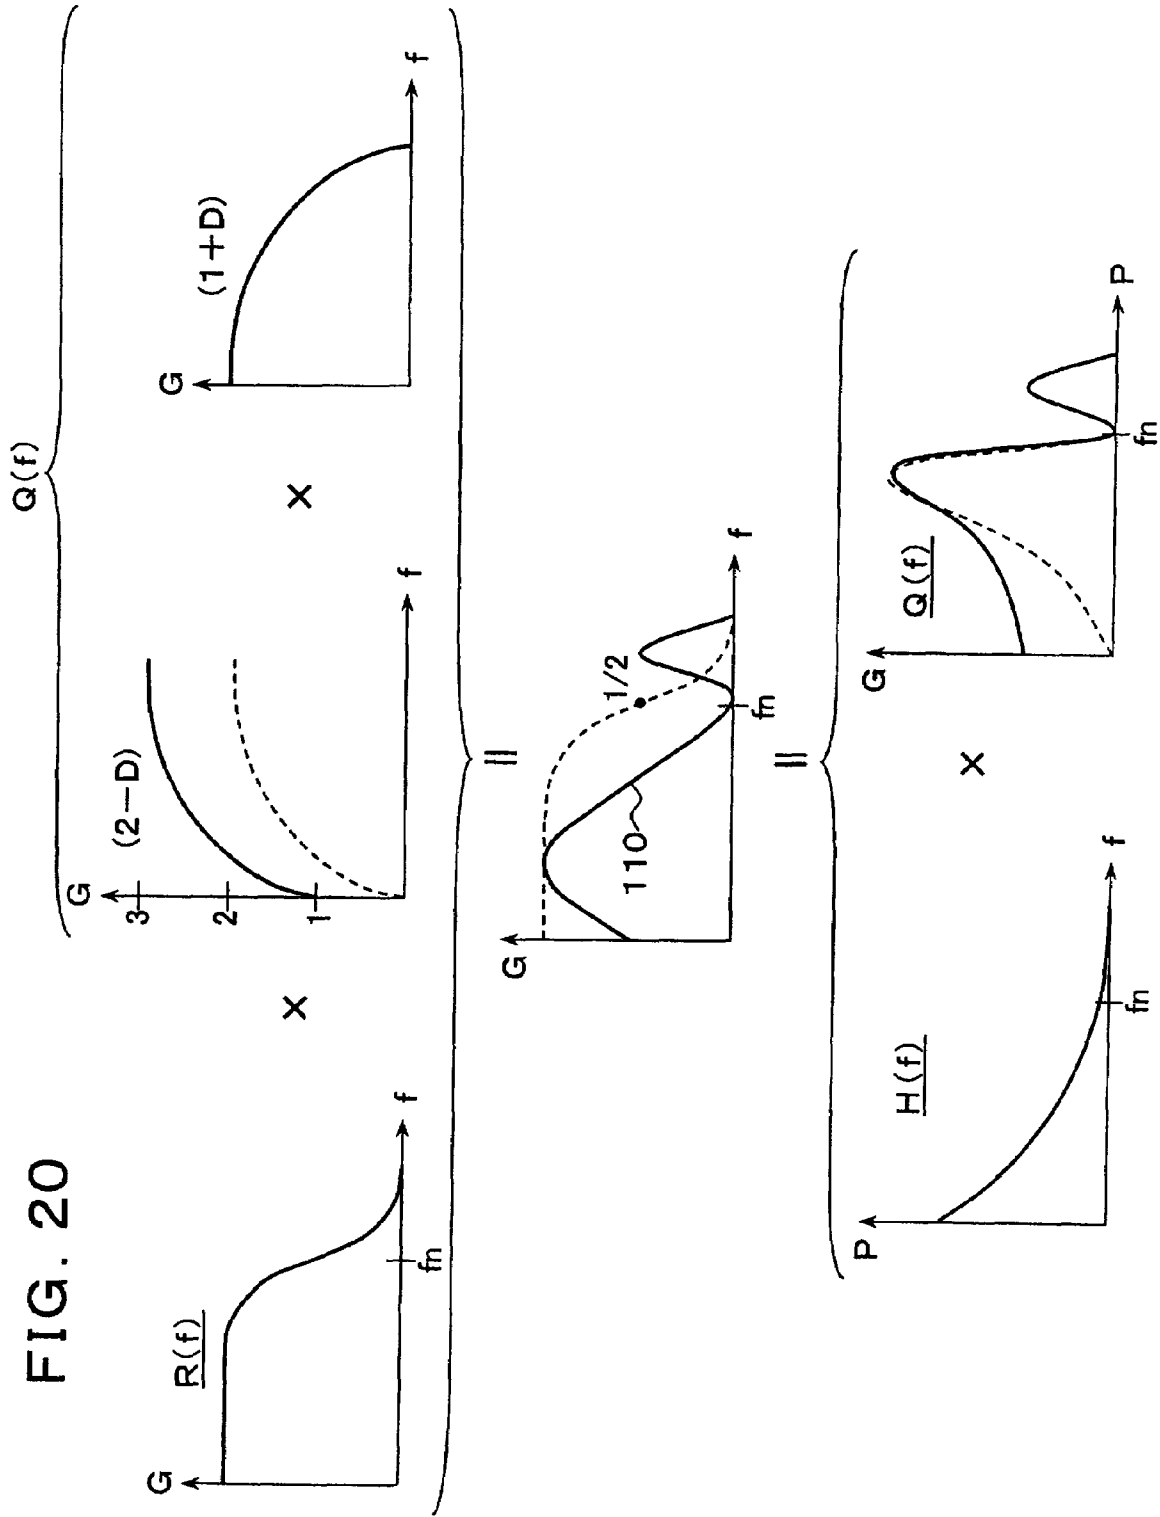 FIG. 20
Q(f)
R(f)
G
f
fn
×
(2−D)
G
3
2
1
f
×
(1+D)
G
f
=
G
110
1/2
fn
f
=
H(f)
P
fn
f
×
Q(f)
G
fn
P